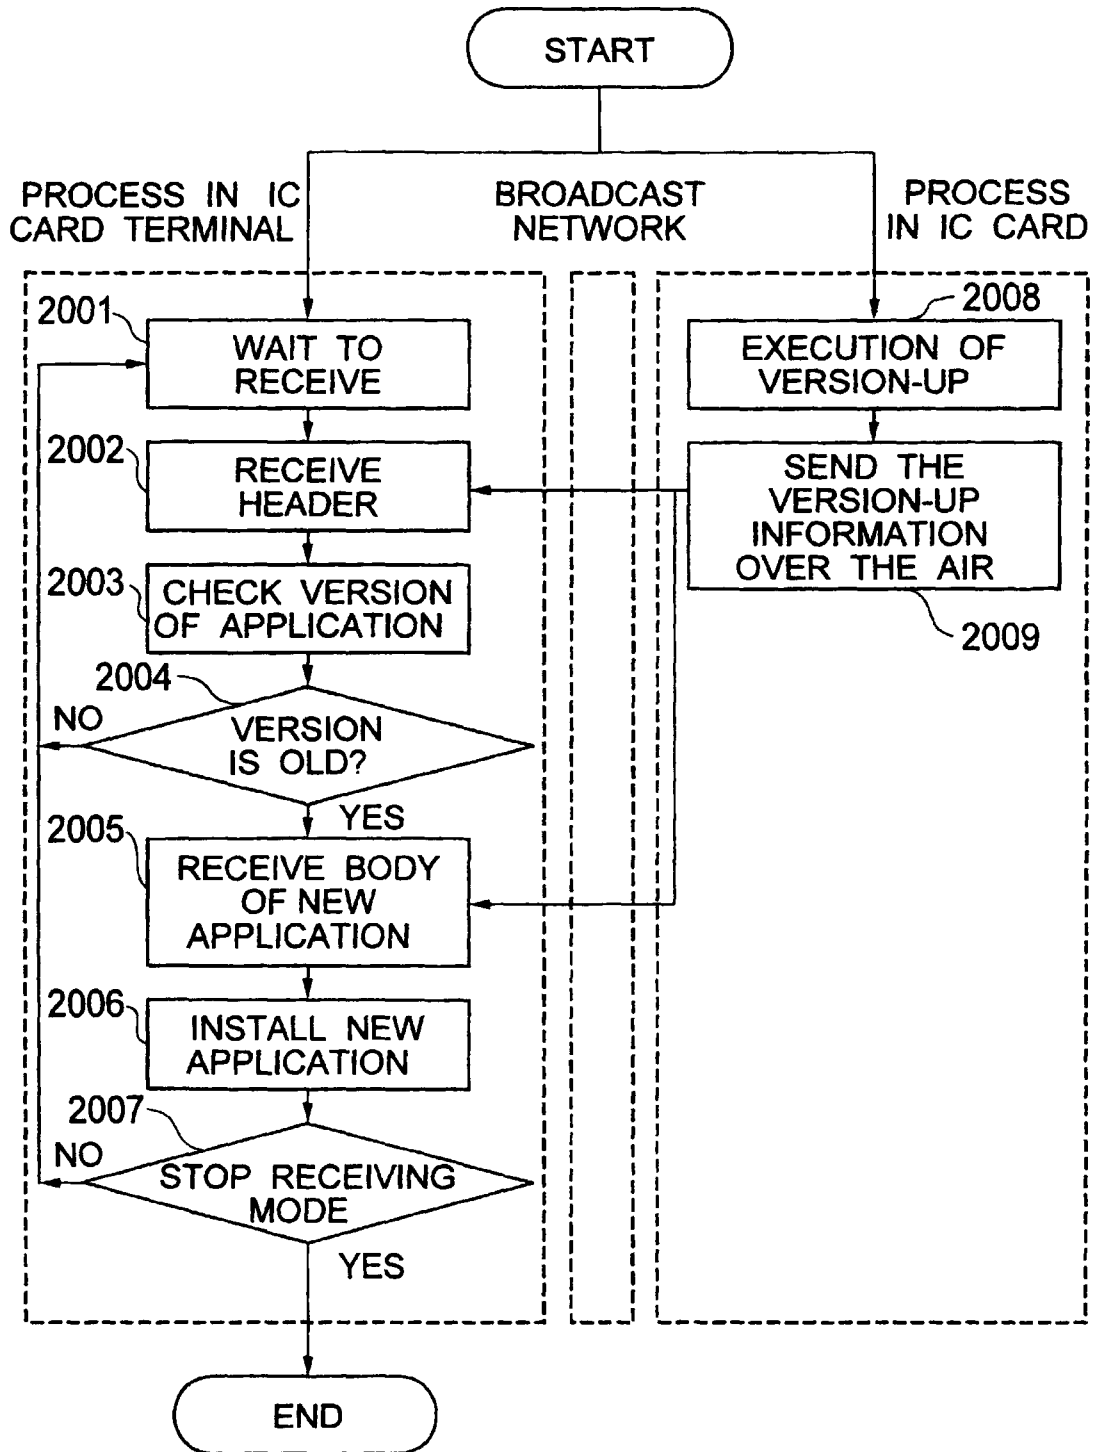 START
PROCESS IN IC
CARD TERMINAL
BROADCAST
NETWORK
PROCESS
IN IC CARD
2001
WAIT TO
RECEIVE
2008
EXECUTION OF
VERSION-UP
2002
RECEIVE
HEADER
SEND THE
VERSION-UP
INFORMATION
OVER THE AIR
2009
2003
CHECK VERSION
OF APPLICATION
2004
NO
VERSION
IS OLD?
YES
2005
RECEIVE BODY
OF NEW
APPLICATION
2006
INSTALL NEW
APPLICATION
2007
NO
STOP RECEIVING
MODE
YES
END